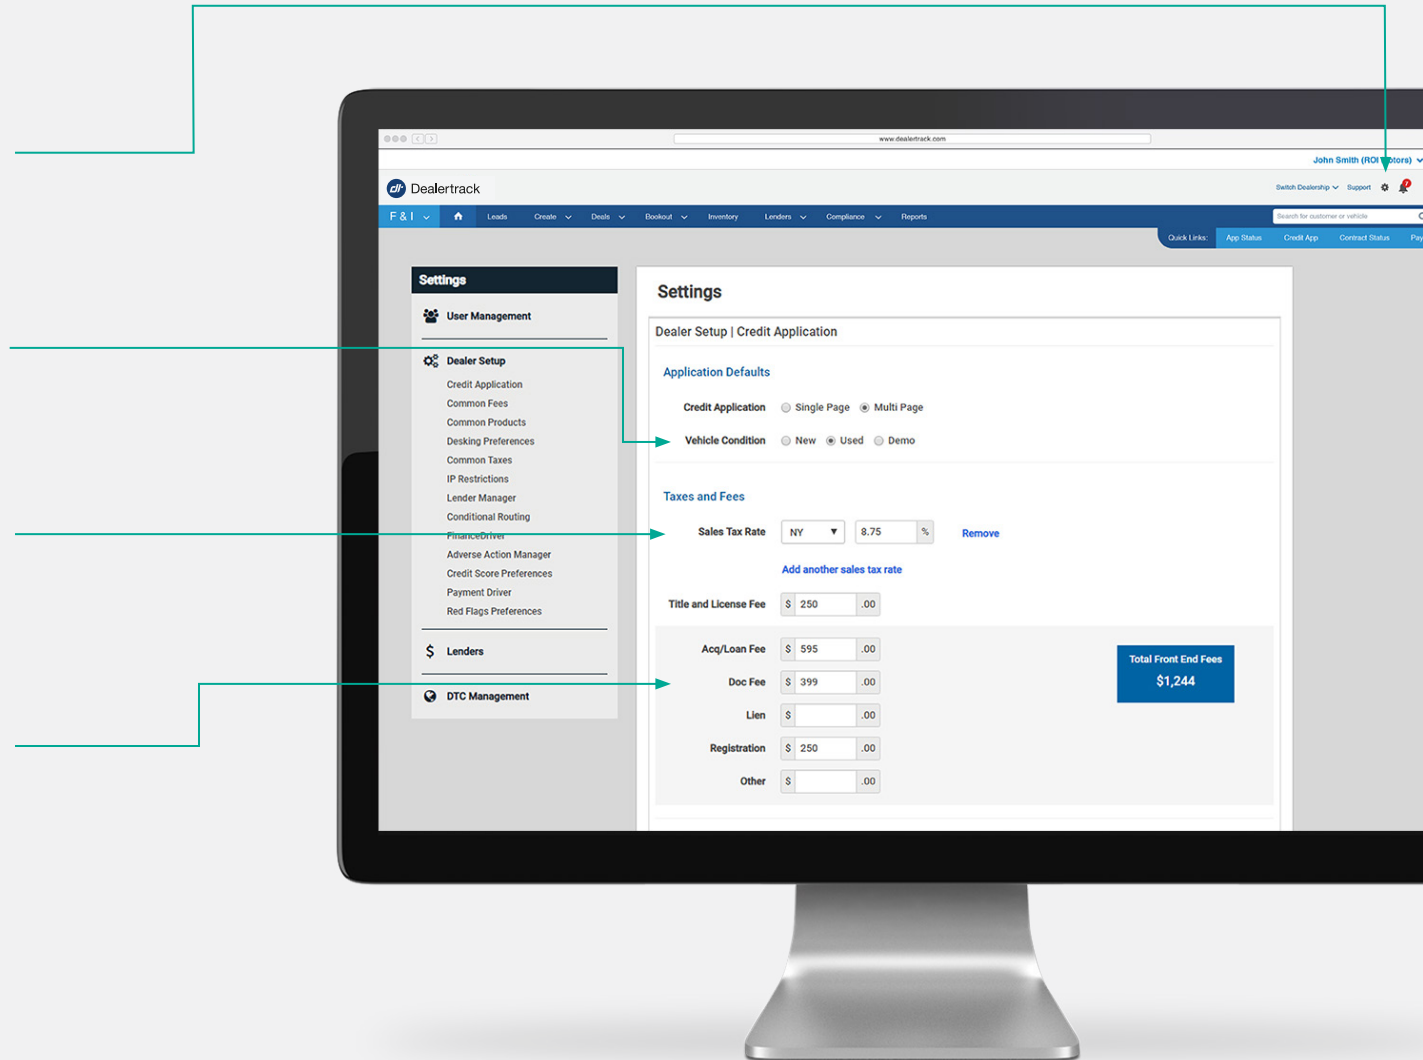 www.dealertrack.com
John Smith (ROI Motors)
dt Dealertrack
Switch Dealership Support
F & I Leads Create Deals Bookout Inventory Lenders Compliance Reports
Search for customer or vehicle
Quick Links: App Status Credit App Contract Status Pay
Settings
User Management
Dealer Setup
Credit Application
Common Fees
Common Products
Desking Preferences
Common Taxes
IP Restrictions
Lender Manager
Conditional Routing
FinanceDriver
Adverse Action Manager
Credit Score Preferences
Payment Driver
Red Flags Preferences
$ Lenders
DTC Management
Settings
Dealer Setup | Credit Application
Application Defaults
Credit Application Single Page Multi Page
Vehicle Condition New Used Demo
Taxes and Fees
Sales Tax Rate NY 8.75 % Remove
Add another sales tax rate
Title and License Fee $ 250 .00
Acq/Loan Fee $ 595 .00
Doc Fee $ 399 .00
Lien $ .00
Registration $ 250 .00
Other $ .00
Total Front End Fees
$1,244